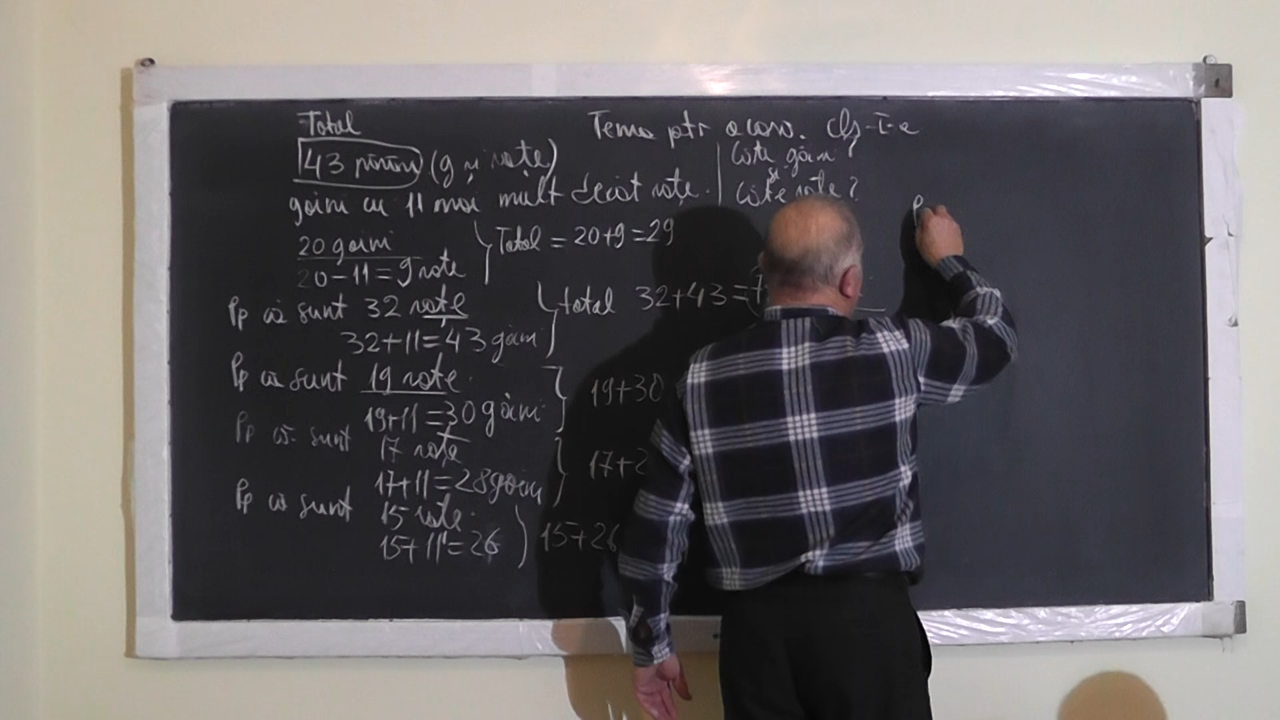 Total
Tema ptr acasă. cls-I-a
43 păsări (g și rațe)
găini cu 11 mai mult decât rațe.
Câte găini?
și
câte rațe?
20 găini
20-11=9 rațe
Total = 20+9=29
Pp că sunt 32 rațe
32+11=43 găini
total 32+43=7
Pp că sunt 19 rațe
19+11=30 găini
19+30
Pp că sunt
17 rațe
17+11=28 găini
17+2
Pp că sunt
15 rațe
15+11=26
15+26
P